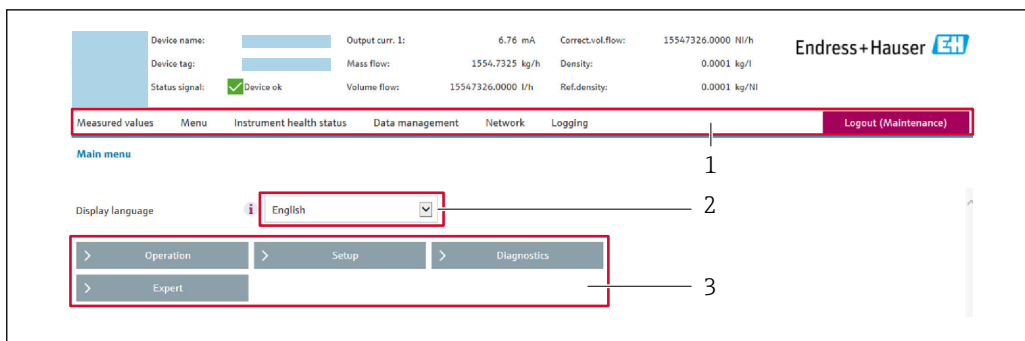 Device name: Output curr. 1: 6.76 mA Correct.vol.flow: 15547326.0000 Nl/h
Endress+Hauser EH
Device tag: Mass flow: 1554.7325 kg/h Density: 0.0001 kg/l
Status signal: Device ok Volume flow: 15547326.0000 l/h Ref.density: 0.0001 kg/Nl
Measured values Menu Instrument health status Data management Network Logging Logout (Maintenance)
1
Main menu
Display language i English 2
> Operation > Setup > Diagnostics
> Expert 3